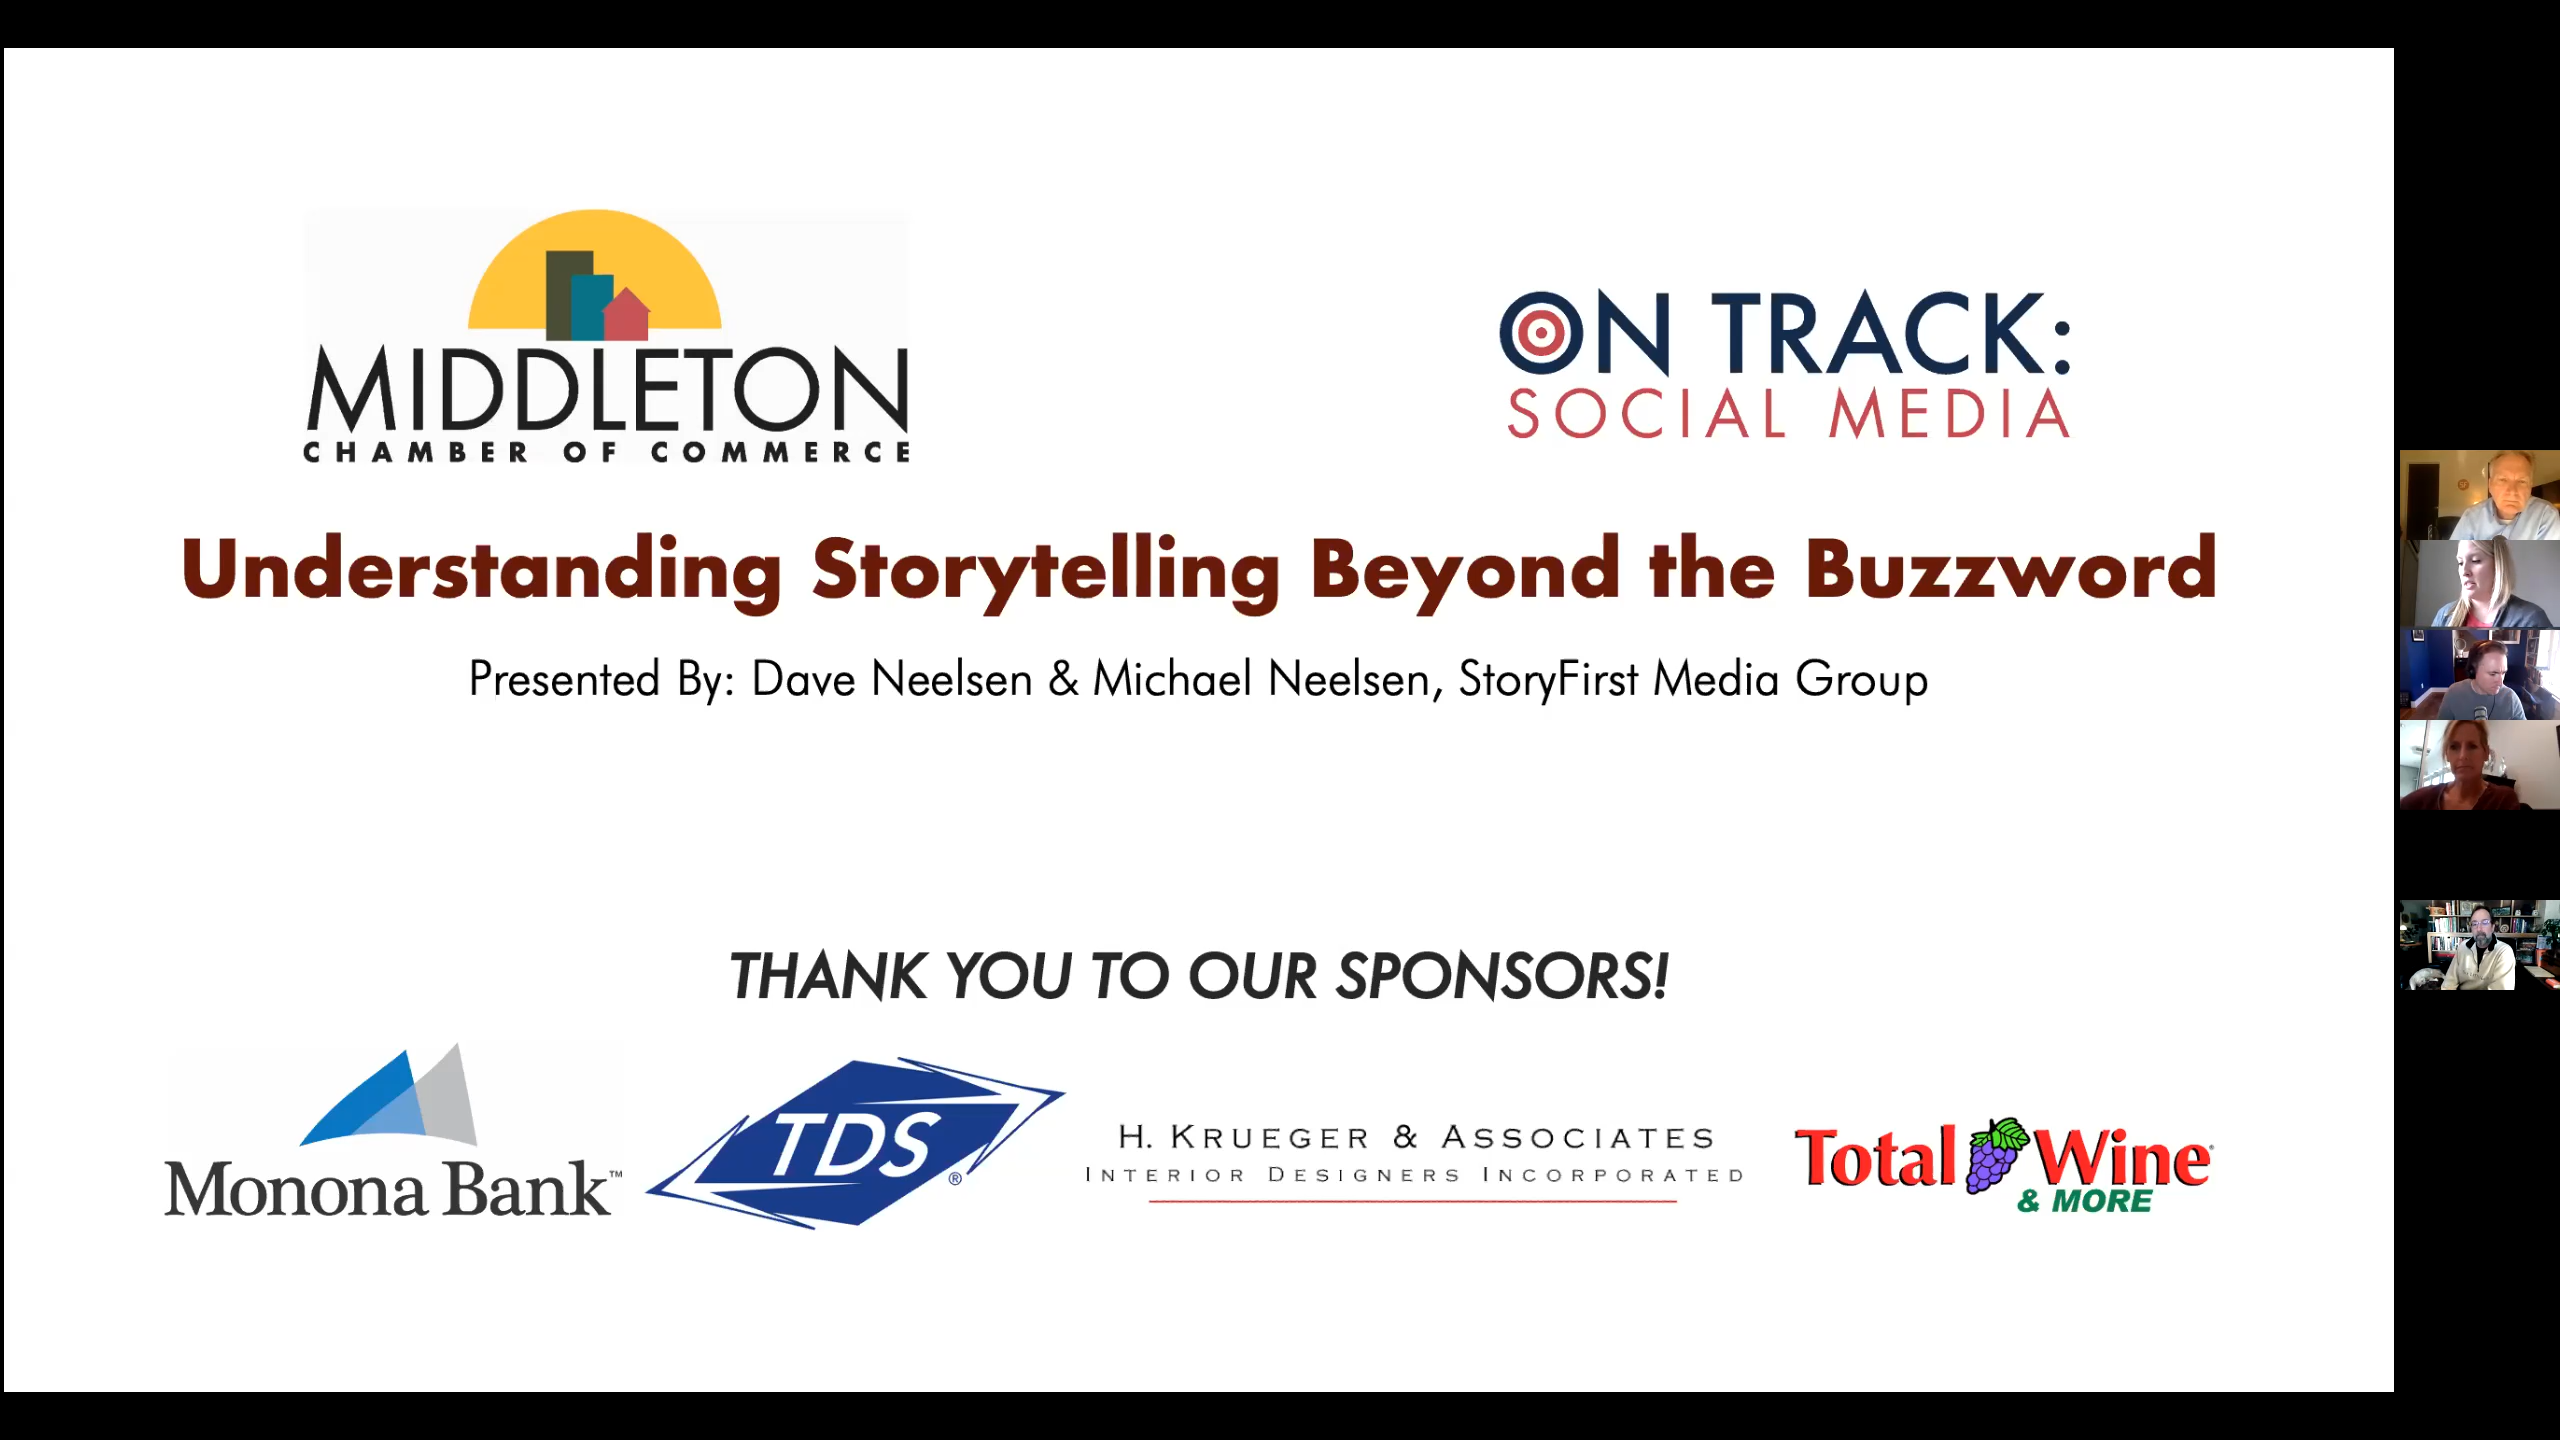 MIDDLETON
CHAMBER OF COMMERCE
ON TRACK:
SOCIAL MEDIA
Understanding Storytelling Beyond the Buzzword
Presented By: Dave Neelsen & Michael Neelsen, StoryFirst Media Group
THANK YOU TO OUR SPONSORS!
Monona Bank™
TDS®
H. KRUEGER & ASSOCIATES
INTERIOR DESIGNERS INCORPORATED
Total Wine®
& MORE